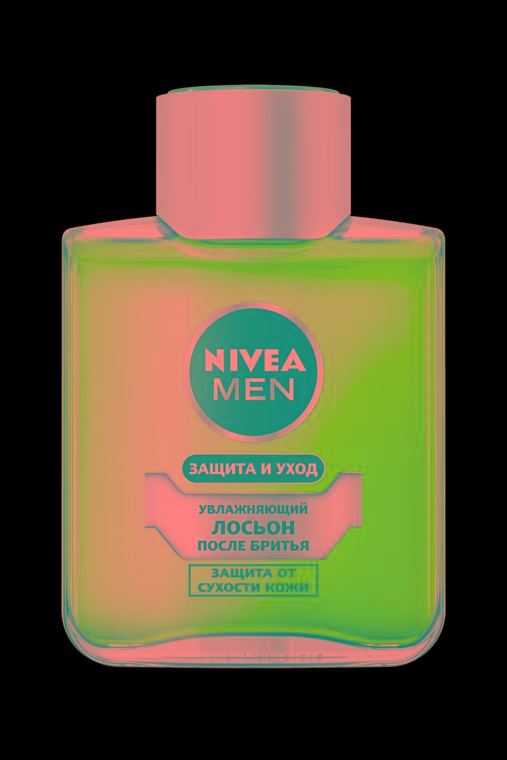 NIVEA
MEN
ЗАЩИТА И УХОД
УВЛАЖНЯЮЩИЙ
ЛОСЬОН
ПОСЛЕ БРИТЬЯ
ЗАЩИТА ОТ
СУХОСТИ КОЖИ